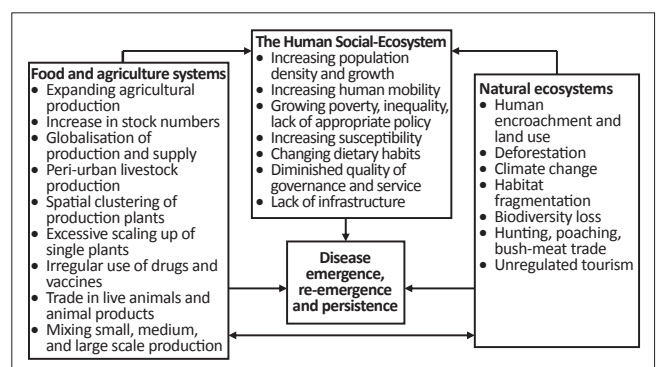 Food and agriculture systems
• Expanding agricultural
production
• Increase in stock numbers
• Globalisation of
production and supply
• Peri-urban livestock
production
• Spatial clustering of
production plants
• Excessive scaling up of
single plants
• Irregular use of drugs and
vaccines
• Trade in live animals and
animal products
• Mixing small, medium,
and large scale production
The Human Social-Ecosystem
• Increasing population
density and growth
• Increasing human mobility
• Growing poverty, inequality,
lack of appropriate policy
• Increasing susceptibility
• Changing dietary habits
• Diminished quality of
governance and service
• Lack of infrastructure
Disease
emergence,
re-emergence
and persistence
Natural ecosystems
• Human
encroachment and
land use
• Deforestation
• Climate change
• Habitat
fragmentation
• Biodiversity loss
• Hunting, poaching,
bush-meat trade
• Unregulated tourism